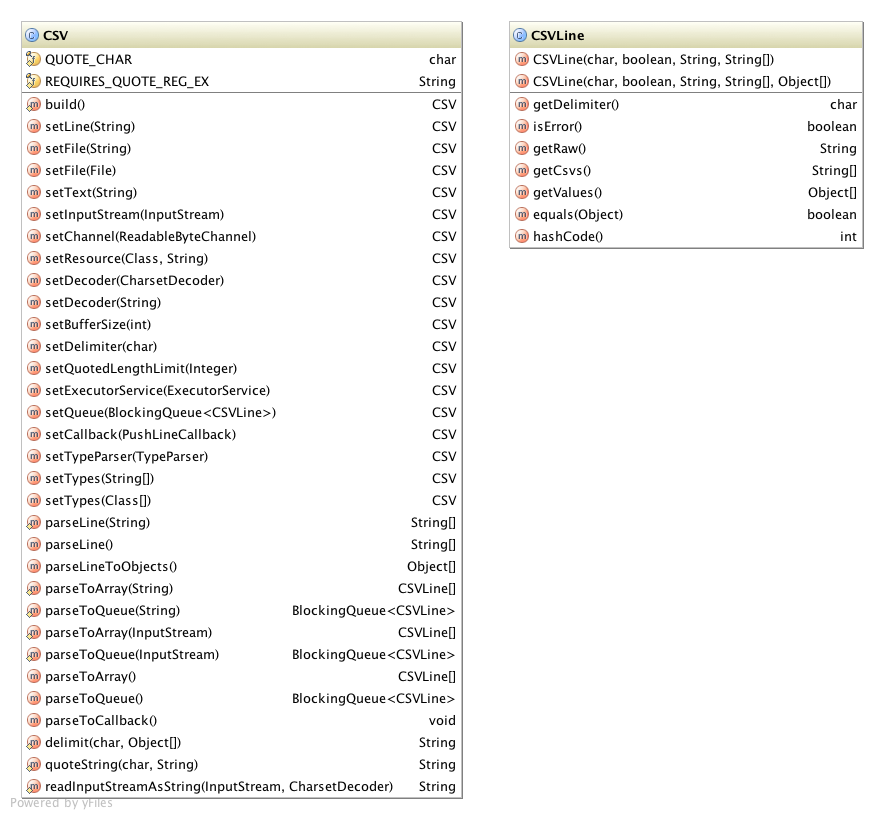 CSV
QUOTE_CHAR char
REQUIRES_QUOTE_REG_EX String
build() CSV
setLine(String) CSV
setFile(String) CSV
setFile(File) CSV
setText(String) CSV
setInputStream(InputStream) CSV
setChannel(ReadableByteChannel) CSV
setResource(Class, String) CSV
setDecoder(CharsetDecoder) CSV
setDecoder(String) CSV
setBufferSize(int) CSV
setDelimiter(char) CSV
setQuotedLengthLimit(Integer) CSV
setExecutorService(ExecutorService) CSV
setQueue(BlockingQueue<CSVLine>) CSV
setCallback(PushLineCallback) CSV
setTypeParser(TypeParser) CSV
setTypes(String[]) CSV
setTypes(Class[]) CSV
parseLine(String) String[]
parseLine() String[]
parseLineToObjects() Object[]
parseToArray(String) CSVLine[]
parseToQueue(String) BlockingQueue<CSVLine>
parseToArray(InputStream) CSVLine[]
parseToQueue(InputStream) BlockingQueue<CSVLine>
parseToArray() CSVLine[]
parseToQueue() BlockingQueue<CSVLine>
parseToCallback() void
delimit(char, Object[]) String
quoteString(char, String) String
readInputStreamAsString(InputStream, CharsetDecoder) String
Powered by yFiles
CSVLine
CSVLine(char, boolean, String, String[])
CSVLine(char, boolean, String, String[], Object[])
getDelimiter() char
isError() boolean
getRaw() String
getCsvs() String[]
getValues() Object[]
equals(Object) boolean
hashCode() int